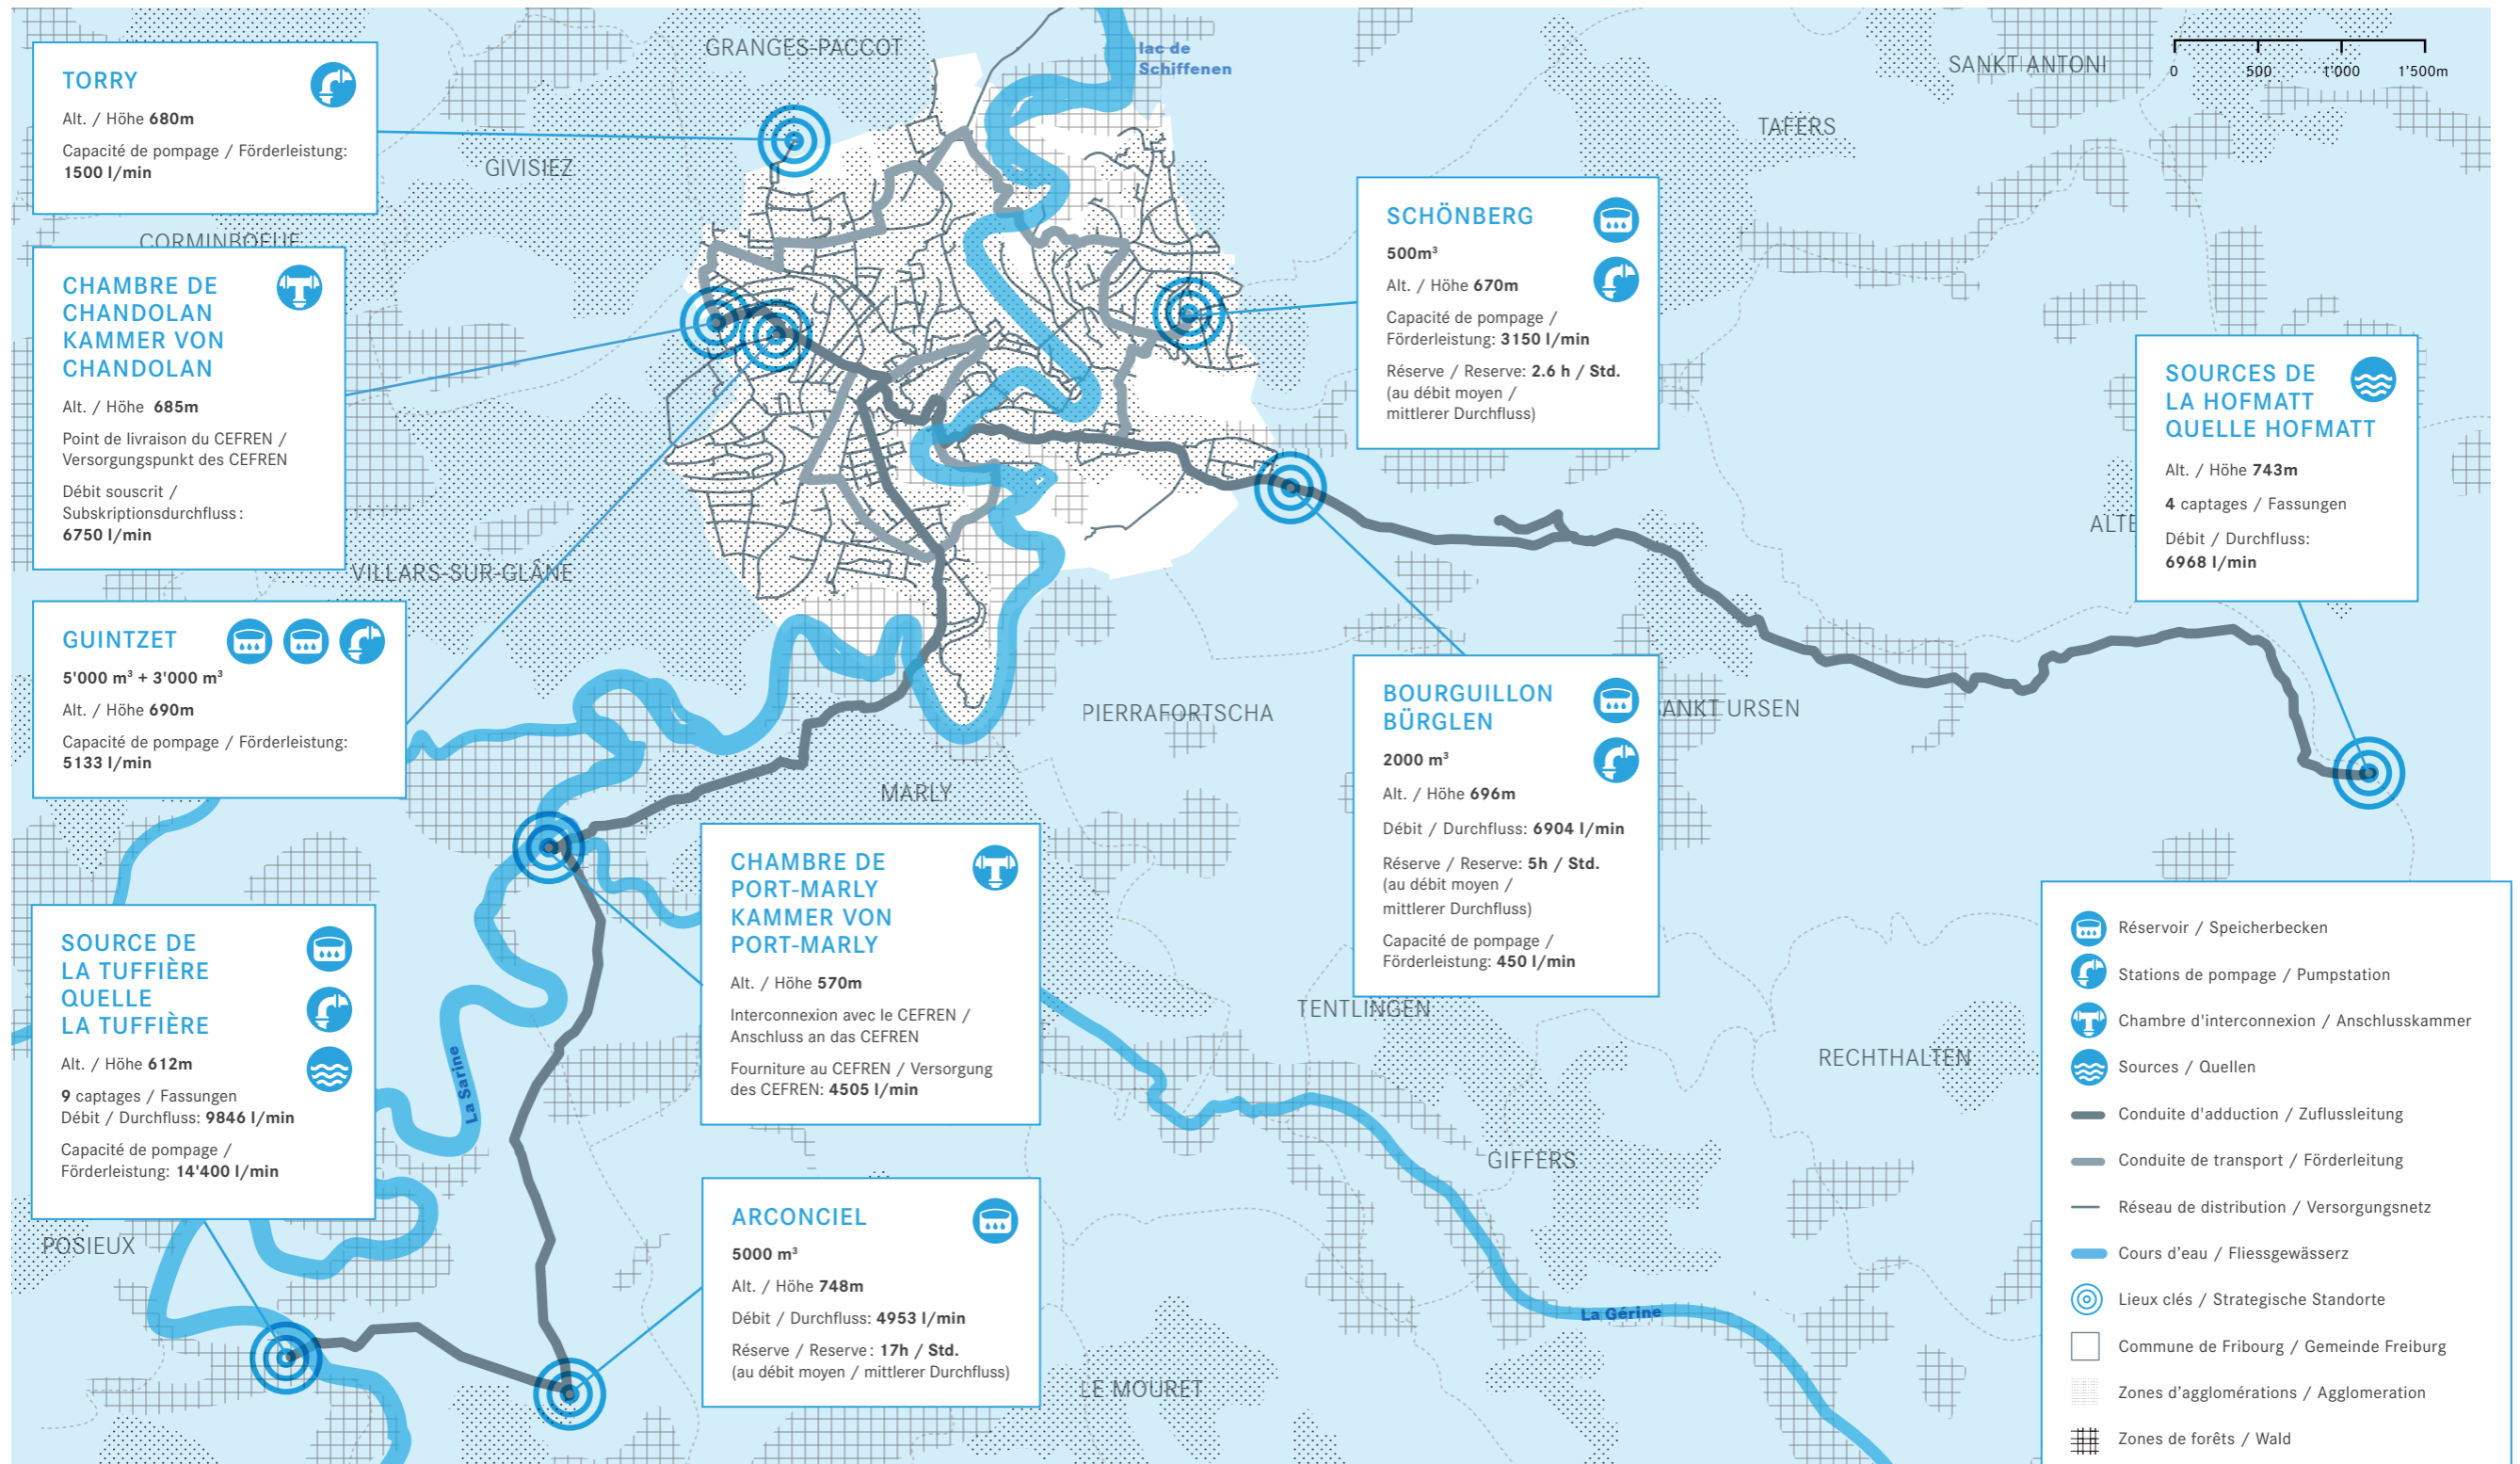 GRANGES-PACCOT
lac de
Schiffenen
SANKT ANTONI
0 500 1'000 1'500m
TAFERS
GIVISIEZ
CORMINBOEUF
TORRY
Alt. / Höhe 680m
Capacité de pompage / Förderleistung:
1500 l/min
CHAMBRE DE
CHANDOLAN
KAMMER VON
CHANDOLAN
Alt. / Höhe 685m
Point de livraison du CEFREN /
Versorgungspunkt des CEFREN
Débit souscrit /
Subskriptionsdurchfluss:
6750 l/min
SCHÖNBERG
500m³
Alt. / Höhe 670m
Capacité de pompage /
Förderleistung: 3150 l/min
Réserve / Reserve: 2.6 h / Std.
(au débit moyen /
mittlerer Durchfluss)
SOURCES DE
LA HOFMATT
QUELLE HOFMATT
Alt. / Höhe 743m
4 captages / Fassungen
Débit / Durchfluss:
6968 l/min
ALTE
VILLARS-SUR-GLÂNE
GUINTZET
5'000 m³ + 3'000 m³
Alt. / Höhe 690m
Capacité de pompage / Förderleistung:
5133 l/min
PIERRAFORTSCHA
ANKT URSEN
MARLY
BOURGUILLON
BÜRGLEN
2000 m³
Alt. / Höhe 696m
Débit / Durchfluss: 6904 l/min
Réserve / Reserve: 5h / Std.
(au débit moyen /
mittlerer Durchfluss)
Capacité de pompage /
Förderleistung: 450 l/min
CHAMBRE DE
PORT-MARLY
KAMMER VON
PORT-MARLY
Alt. / Höhe 570m
Interconnexion avec le CEFREN /
Anschluss an das CEFREN
Fourniture au CEFREN / Versorgung
des CEFREN: 4505 l/min
SOURCE DE
LA TUFFIÈRE
QUELLE
LA TUFFIÈRE
Alt. / Höhe 612m
9 captages / Fassungen
Débit / Durchfluss: 9846 l/min
Capacité de pompage /
Förderleistung: 14'400 l/min
La Sarine
TENTLINGEN
RECHTHALTEN
GIFFERS
POSIEUX
ARCONCIEL
5000 m³
Alt. / Höhe 748m
Débit / Durchfluss: 4953 l/min
Réserve / Reserve: 17h / Std.
(au débit moyen / mittlerer Durchfluss)
La Gérine
LE MOURET
Réservoir / Speicherbecken
Stations de pompage / Pumpstation
Chambre d'interconnexion / Anschlusskammer
Sources / Quellen
Conduite d'adduction / Zuflussleitung
Conduite de transport / Förderleitung
Réseau de distribution / Versorgungsnetz
Cours d'eau / Fliessgewässerz
Lieux clés / Strategische Standorte
Commune de Fribourg / Gemeinde Freiburg
Zones d'agglomérations / Agglomeration
Zones de forêts / Wald